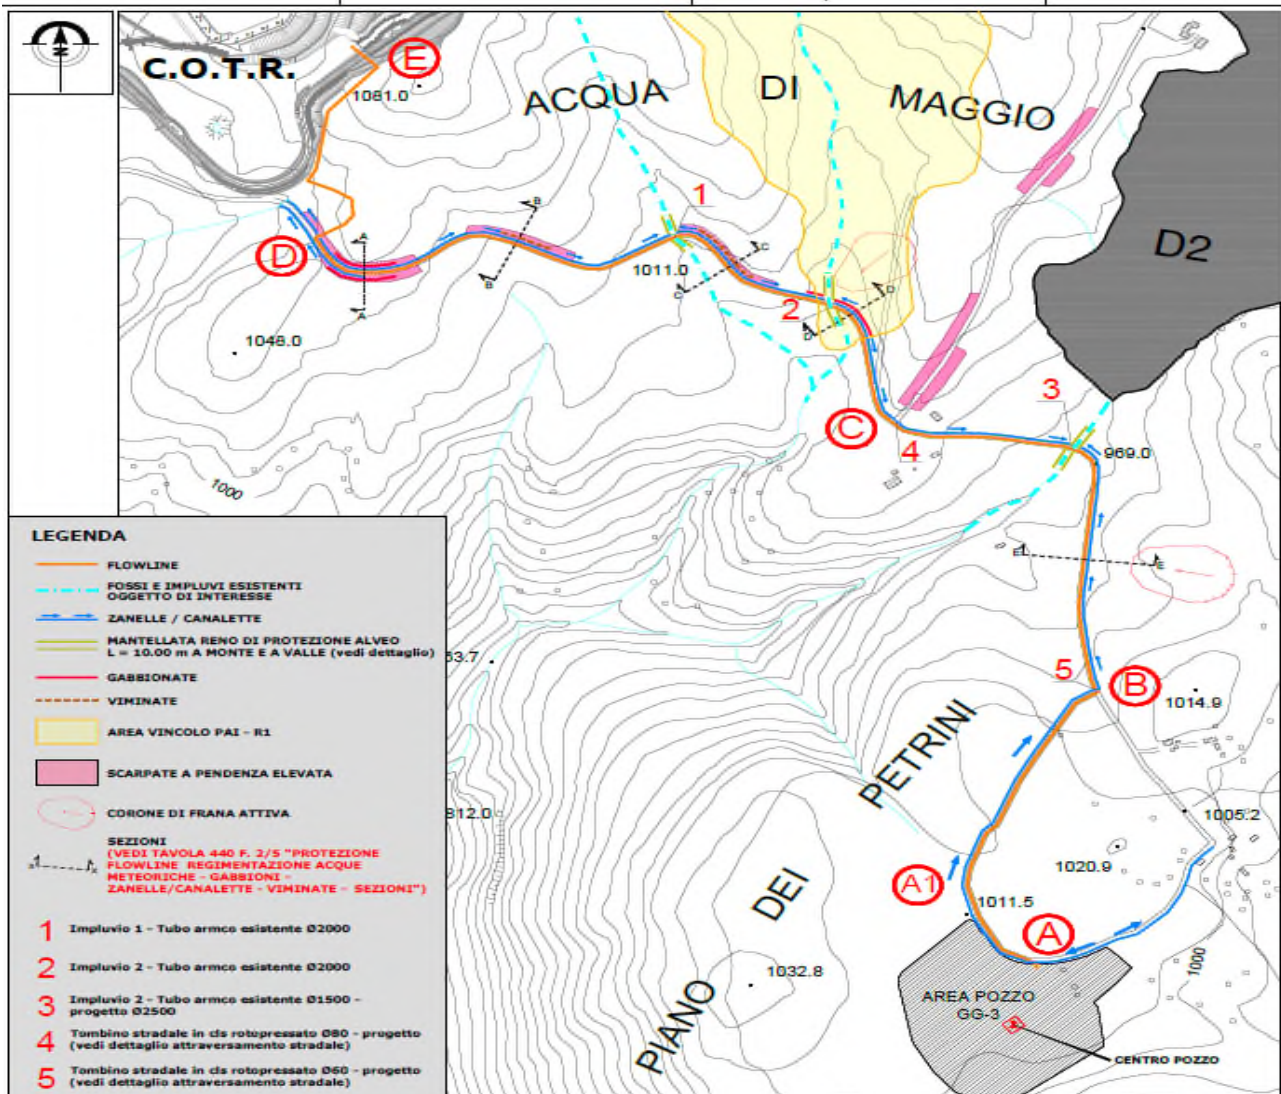 N
C.O.T.R.
E
1081.0
ACQUA
DI
MAGGIO
D2
1
B
A
D
C
1011.0
B
C
D
2
D
A
1048.0
3
C
4
969.0
1000
E
E
5
B
1014.9
63.7
PETRINI
812.0
1005.2
1020.9
A1
1011.5
DEI
A
1032.8
1000
PIANO
AREA POZZO
GG-3
CENTRO POZZO
LEGENDA
FLOWLINE
FOSSI E IMPLUVI ESISTENTI
OGGETTO DI INTERESSE
ZANELLE / CANALETTE
MANTELLATA RENO DI PROTEZIONE ALVEO
L = 10.00 m A MONTE E A VALLE (vedi dettaglio)
GABBIONATE
VIMINATE
AREA VINCOLO PAI - R1
SCARPATE A PENDENZA ELEVATA
CORONE DI FRANA ATTIVA
SEZIONI
(VEDI TAVOLA 440 F. 2/5 "PROTEZIONE
FLOWLINE REGIMENTAZIONE ACQUE
METEORICHE - GABBIONI -
ZANELLE/CANALETTE - VIMINATE - SEZIONI")
1 Impluvio 1 - Tubo armco esistente Ø2000
2 Impluvio 2 - Tubo armco esistente Ø2000
3 Impluvio 2 - Tubo armco esistente Ø1500 -
progetto Ø2500
4 Tombino stradale in cls rotopressato Ø80 - progetto
(vedi dettaglio attraversamento stradale)
5 Tombino stradale in cls rotopressato Ø60 - progetto
(vedi dettaglio attraversamento stradale)